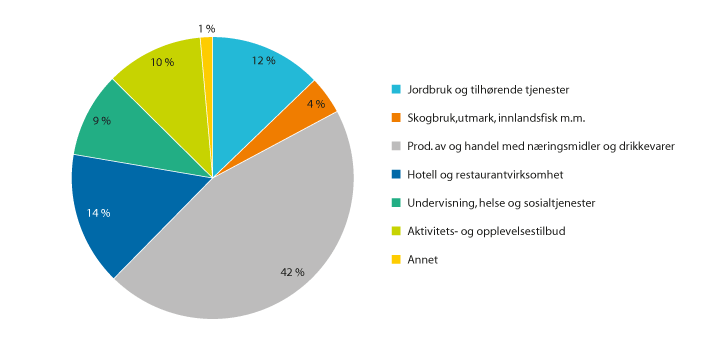 1 %
12 %
4 %
42 %
14 %
9 %
10 %
Jordbruk og tilhørende tjenester
Skogbruk,utmark, innlandsfisk m.m.
Prod. av og handel med næringsmidler og drikkevarer
Hotell og restaurantvirksomhet
Undervisning, helse og sosialtjenester
Aktivitets- og opplevelsestilbud
Annet